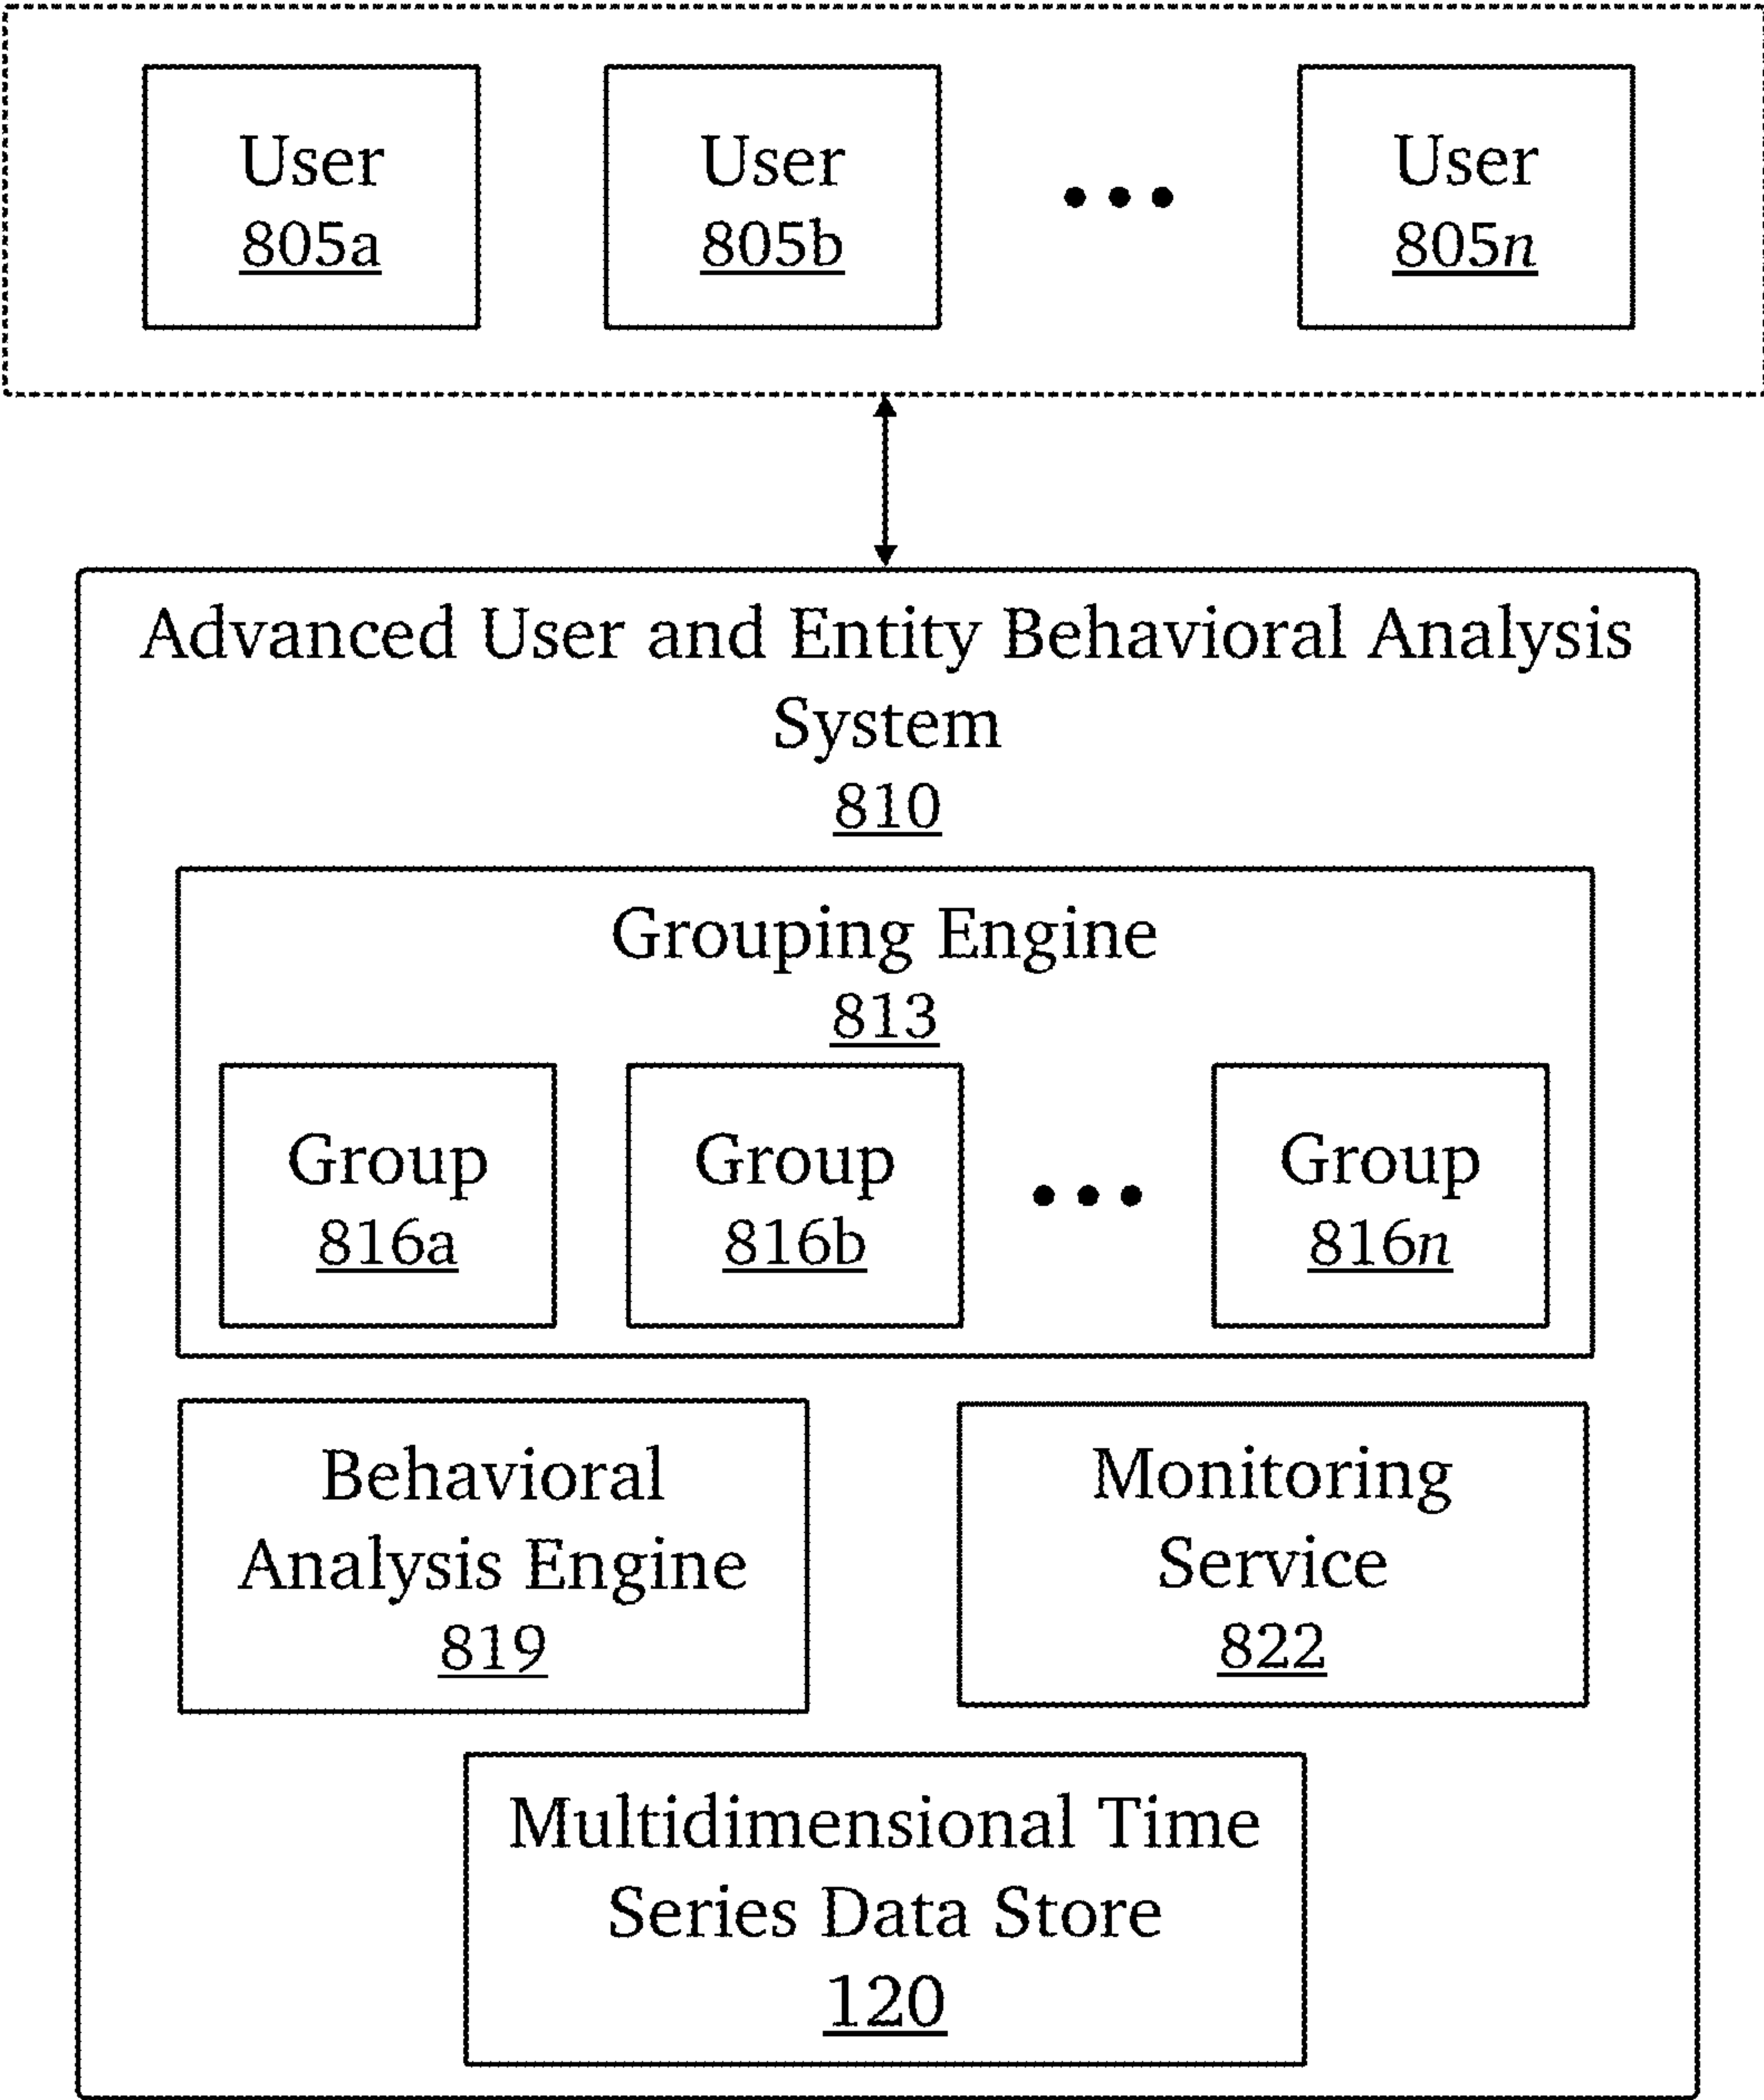 User
805a
User
805b
User
805n
Advanced User and Entity Behavioral Analysis
System
810
Grouping Engine
813
Group
816a
Group
816b
Group
816n
Behavioral
Analysis Engine
819
Monitoring
Service
822
Multidimensional Time
Series Data Store
120